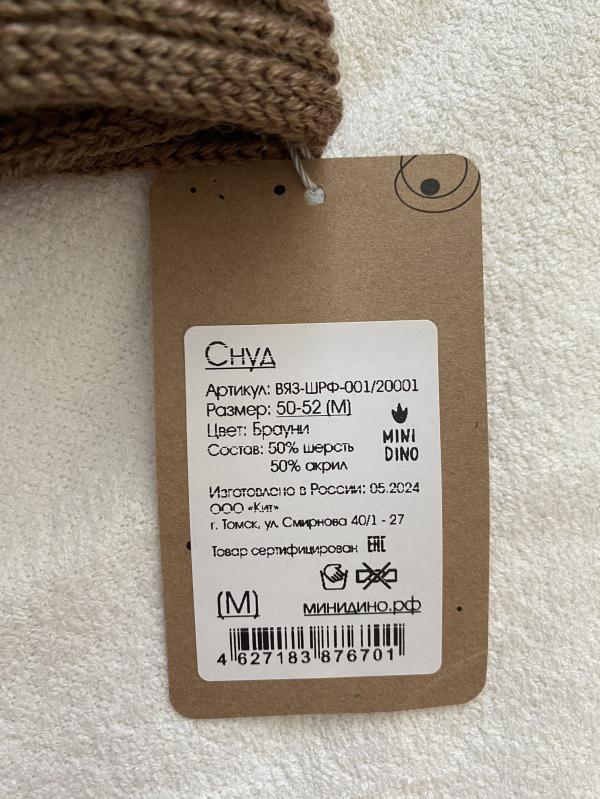 Снуд
Артикул: ВЯЗ-ШРФ-001/20001
Размер: 50-52 (М)
Цвет: Брауни
Состав: 50% шерсть
50% акрил
MINI
DINO
Изготовлено в России: 05.2024
ООО «Кит»
г. Томск, ул. Смирнова 40/1 - 27
Товар сертифицирован EAC
(М)
минидино.рф
4 627183 876701